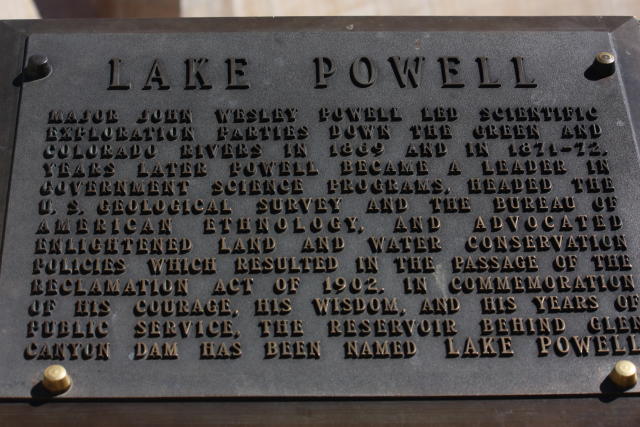 LAKE POWELL
MAJOR JOHN WESLEY POWELL LED SCIENTIFIC
EXPLORATION PARTIES DOWN THE GREEN AND
COLORADO RIVERS IN 1869 AND IN 1871-72.
YEARS LATER POWELL BECAME A LEADER IN
GOVERNMENT SCIENCE PROGRAMS, HEADED THE
U.S. GEOLOGICAL SURVEY AND THE BUREAU OF
AMERICAN ETHNOLOGY, AND ADVOCATED
ENLIGHTENED LAND AND WATER CONSERVATION
POLICIES WHICH RESULTED IN THE PASSAGE OF THE
RECLAMATION ACT OF 1902. IN COMMEMORATION
OF HIS COURAGE, HIS WISDOM, AND HIS YEARS OF
PUBLIC SERVICE, THE RESERVOIR BEHIND GLEN
CANYON DAM HAS BEEN NAMED LAKE POWELL